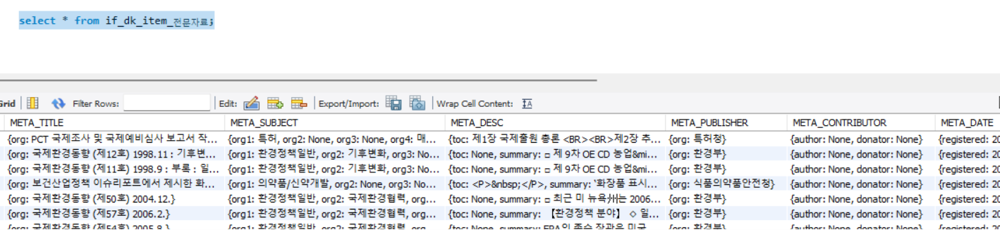 select * from if_dk_item_전문자료;
Grid Filter Rows: Edit: Export/Import: Wrap Cell Content:
META_TITLE META_SUBJECT META_DESC META_PUBLISHER META_CONTRIBUTOR META_DATE
{org: PCT 국제조사 및 국제예비심사 보고서 작... {org1: 특허, org2: None, org3: None, org4: 매... {toc: 제1장 국제출원 총론 <BR><BR>제2장 추... {org: 특허청} {author: None, donator: None} {registered: 20
{org: 국제환경동향 (제12호) 1998.11 : 기후변... {org1: 환경정책일반, org2: 기후변화, org3: No... {toc: None, summary: □ 제 9차 OE CD 농업&mi... {org: 환경부} {author: None, donator: None} {registered: 20
{org: 국제환경동향 (제11호) 1998.9 : 부록 : 일... {org1: 환경정책일반, org2: 기후변화, org3: No... {toc: None, summary: □ 제 9차 OE CD 농업&mi... {org: 환경부} {author: None, donator: None} {registered: 20
{org: 보건산업정책 이슈리포트에서 제시한 화... {org1: 의약품/신약개발, org2: None, org3: No... {toc: <P>&nbsp;</P>, summary: '화장품 표시... {org: 식품의약품안전청} {author: None, donator: None} {registered: 20
{org: 국제환경동향 (제50호) 2004.12.} {org1: 환경정책일반, org2: 국제환경협력, org... {toc: None, summary: □ 최근 미 뉴욕州는 2006... {org: 환경부} {author: None, donator: None} {registered: 20
{org: 국제환경동향 (제57호) 2006.2.} {org1: 환경정책일반, org2: 국제환경협력, org... {toc: None, summary: 【환경정책 분야】 ◇ 일... {org: 환경부} {author: None, donator: None} {registered: 20
{org: 국제환경동향 (제54호) 2005.8.} {org1: 환경정책일반, org2: 국제환경협력, org... {toc: None, summary: EPA의 존슨 장관은 미국... {org: 환경부} {author: None, donator: None} {registered: 20